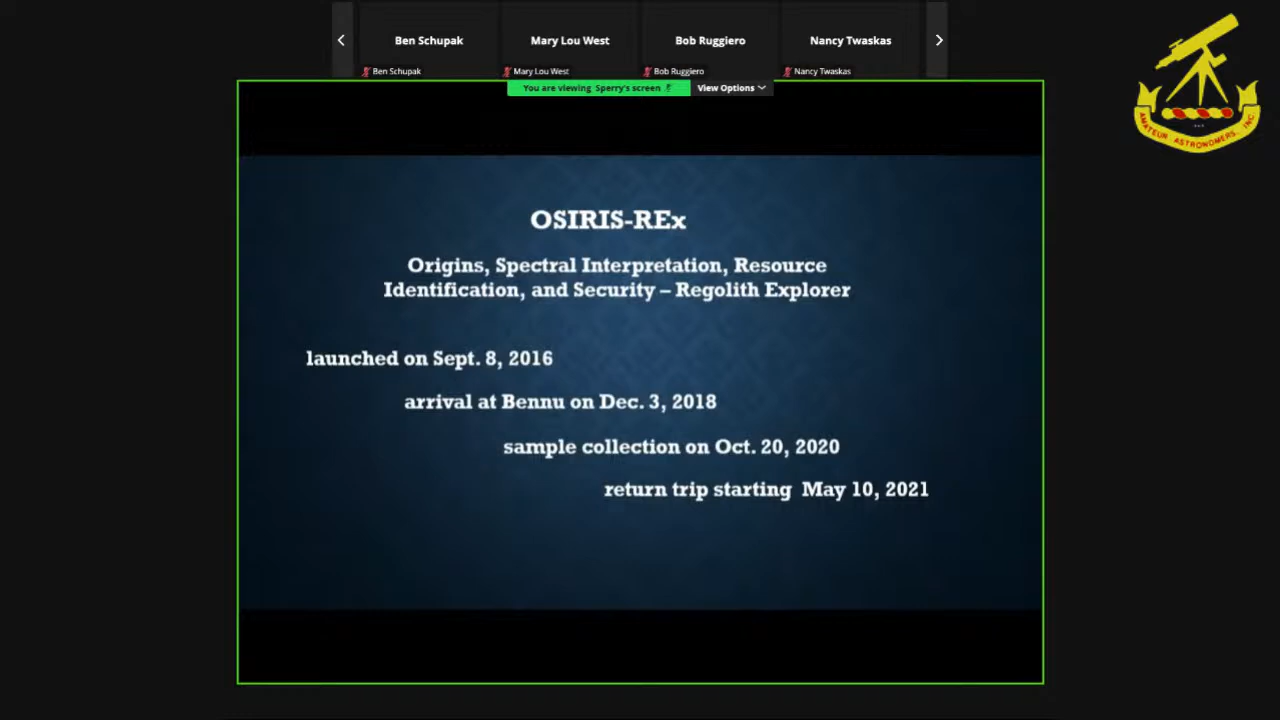 Ben Schupak
Mary Lou West
Bob Ruggiero
Nancy Twaskas
Ben Schupak
Mary Lou West
Bob Ruggiero
Nancy Twaskas
You are viewing Sperry's screen
View Options
AMATEUR ASTRONOMERS, INC
OSIRIS-REx
Origins, Spectral Interpretation, Resource
Identification, and Security – Regolith Explorer
launched on Sept. 8, 2016
arrival at Bennu on Dec. 3, 2018
sample collection on Oct. 20, 2020
return trip starting May 10, 2021